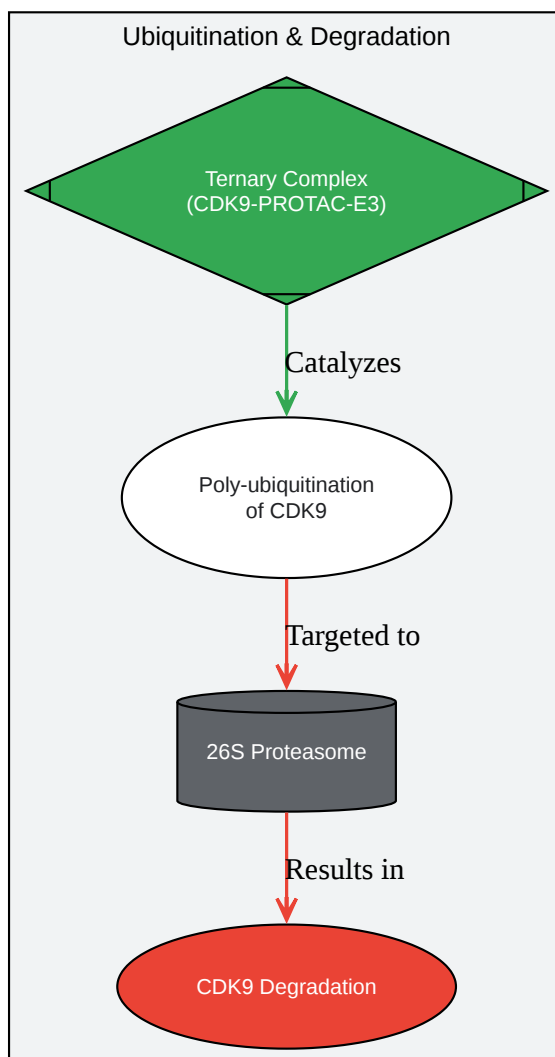 Ubiquitination & Degradation
Ternary Complex
(CDK9-PROTAC-E3)
Catalyzes
Poly-ubiquitination
of CDK9
Targeted to
26S Proteasome
Results in
CDK9 Degradation